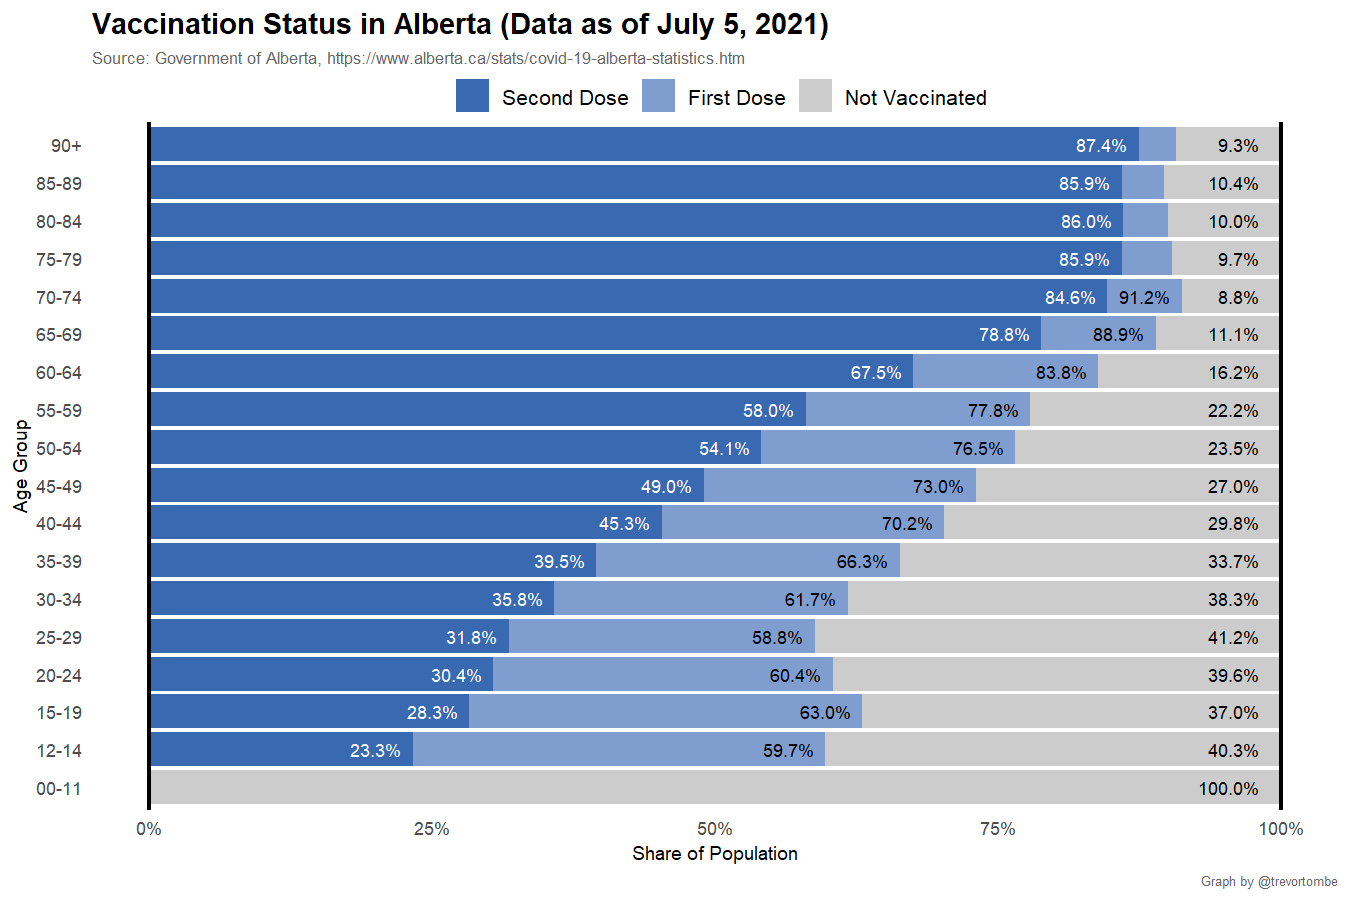 Vaccination Status in Alberta (Data as of July 5, 2021)
Source: Government of Alberta, https://www.alberta.ca/stats/covid-19-alberta-statistics.htm
Second Dose First Dose Not Vaccinated
90+ 87.4% 9.3%
85-89 85.9% 10.4%
80-84 86.0% 10.0%
75-79 85.9% 9.7%
70-74 84.6% 91.2% 8.8%
65-69 78.8% 88.9% 11.1%
60-64 67.5% 83.8% 16.2%
55-59 58.0% 77.8% 22.2%
50-54 54.1% 76.5% 23.5%
Age Group
45-49 49.0% 73.0% 27.0%
40-44 45.3% 70.2% 29.8%
35-39 39.5% 66.3% 33.7%
30-34 35.8% 61.7% 38.3%
25-29 31.8% 58.8% 41.2%
20-24 30.4% 60.4% 39.6%
15-19 28.3% 63.0% 37.0%
12-14 23.3% 59.7% 40.3%
00-11 100.0%
0% 25% 50% 75% 100%
Share of Population
Graph by @trevortombe